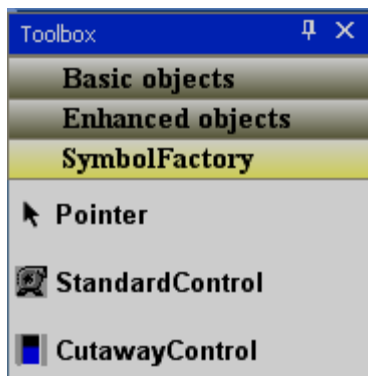 Toolbox
Basic objects
Enhanced objects
SymbolFactory
Pointer
StandardControl
CutawayControl